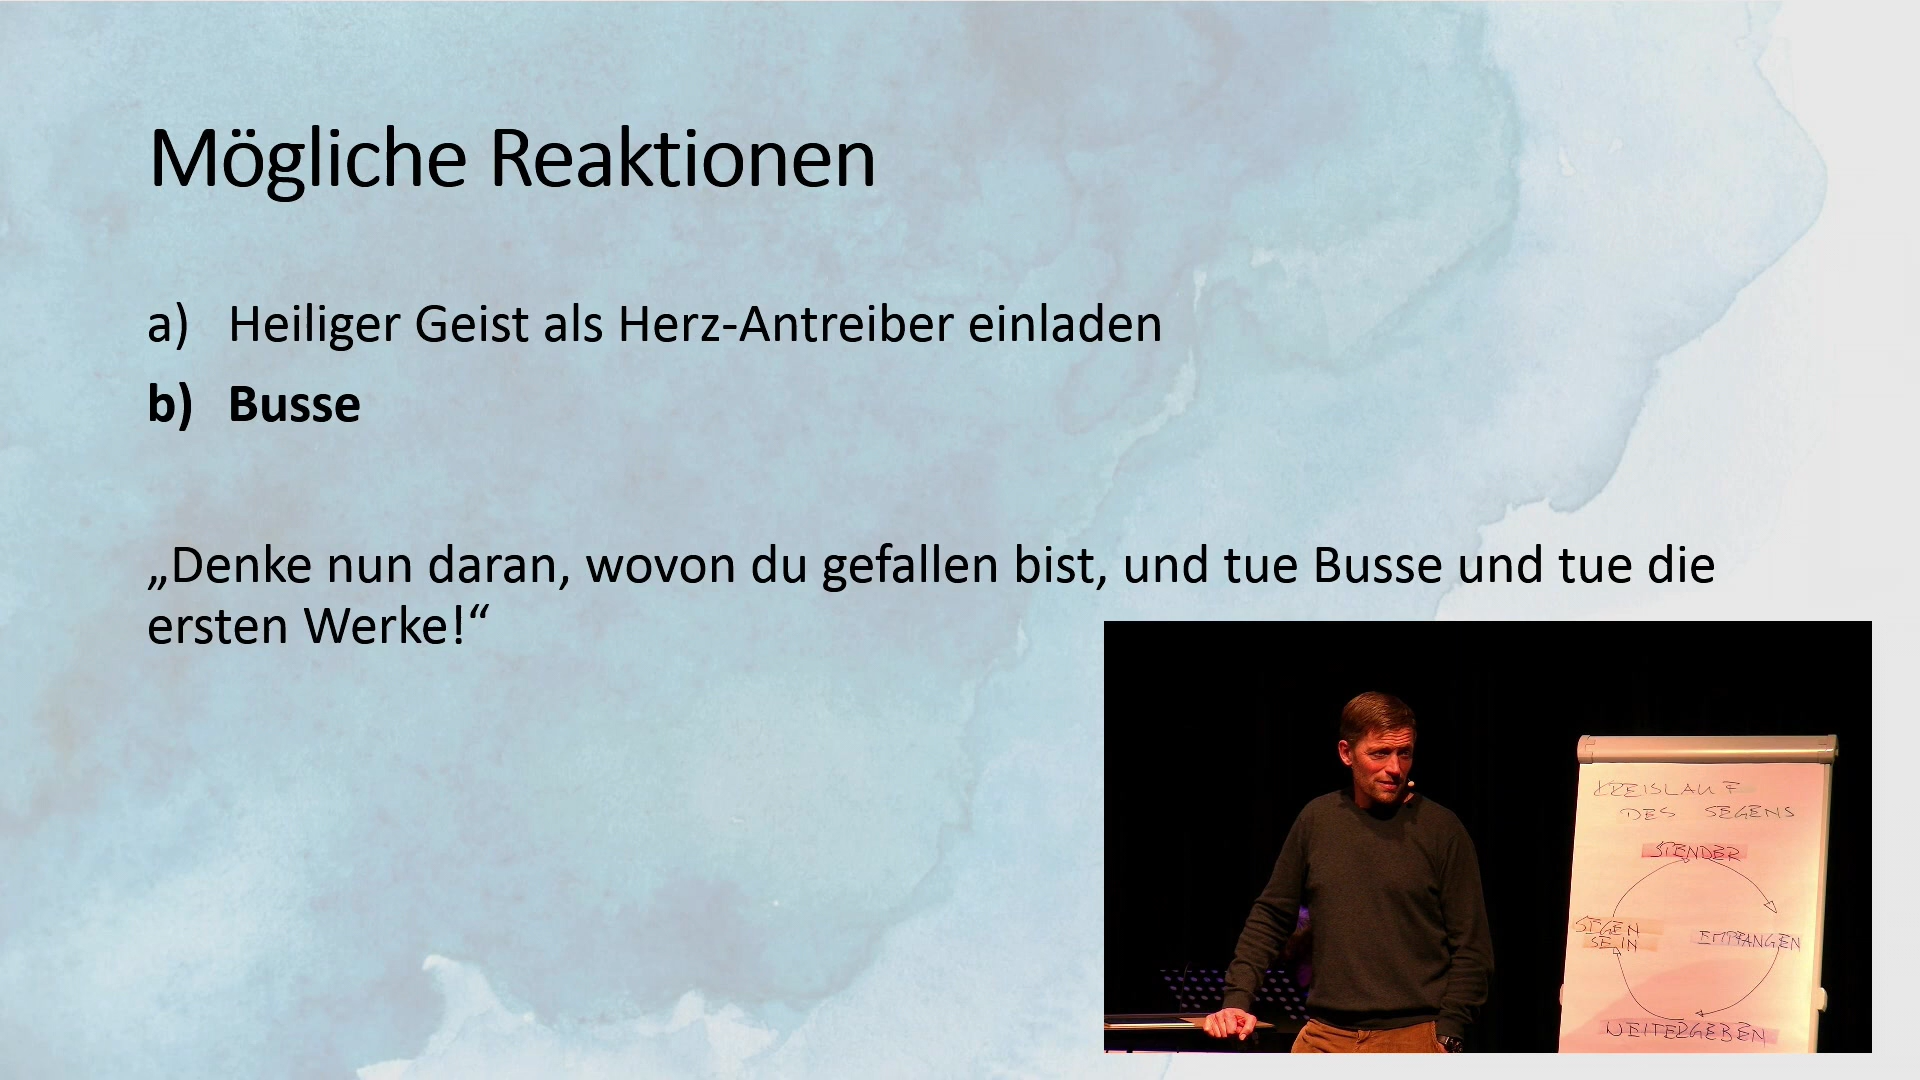 Mögliche Reaktionen
a) Heiliger Geist als Herz-Antreiber einladen
b) Busse
„Denke nun daran, wovon du gefallen bist, und tue Busse und tue die
ersten Werke!“
KREISLAUF
DES SEGENS
SPENDER
SEGEN
SEIN
EMPFANGEN
WEITERGEBEN